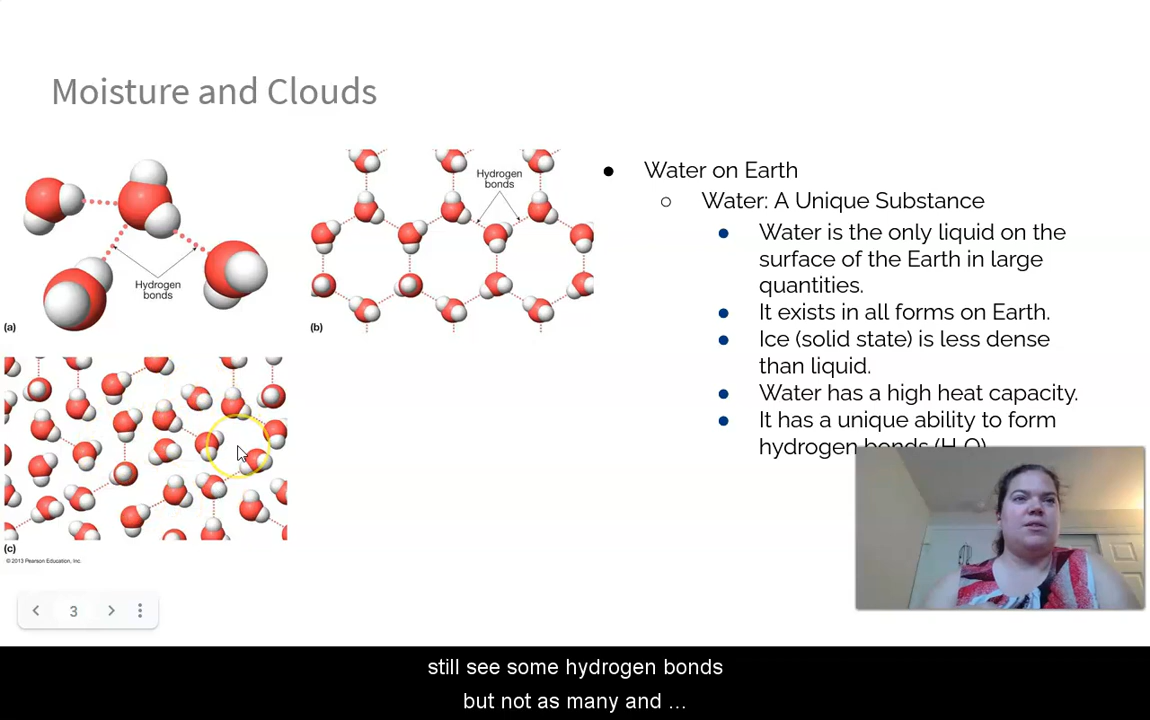 Moisture and Clouds
Hydrogen
bonds
(a)
Hydrogen
bonds
(b)
(c)
© 2013 Pearson Education, Inc.
● Water on Earth
○ Water: A Unique Substance
● Water is the only liquid on the
surface of the Earth in large
quantities.
● It exists in all forms on Earth.
● Ice (solid state) is less dense
than liquid.
● Water has a high heat capacity.
● It has a unique ability to form
hydrogen bonds (H₂O)
3
still see some hydrogen bonds
but not as many and ...